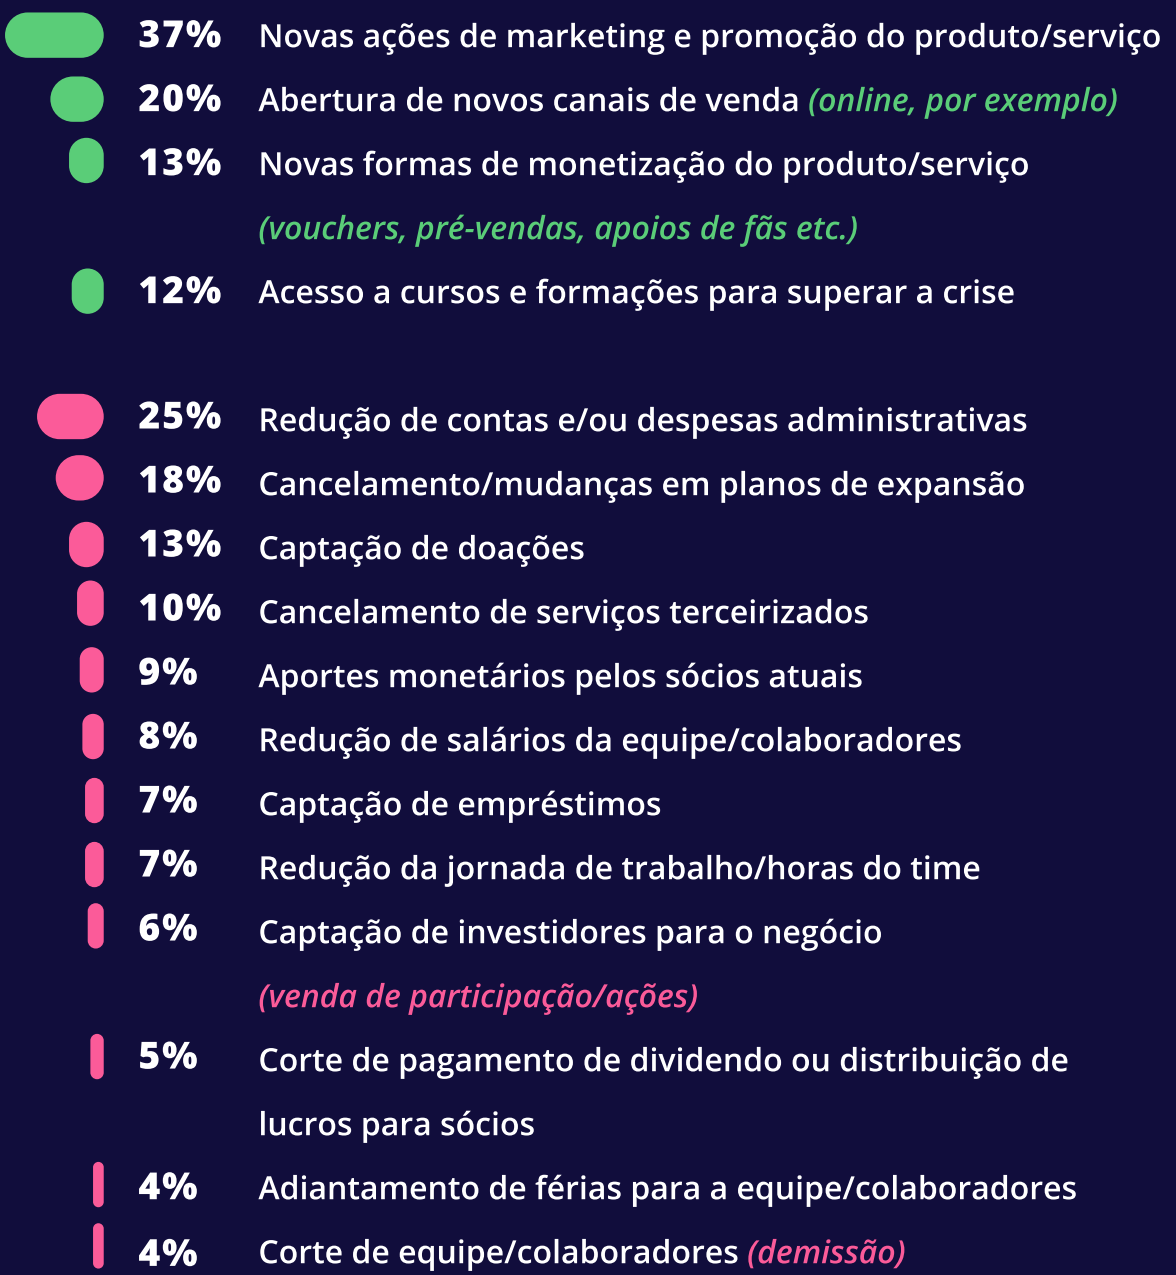 37% Novas ações de marketing e promoção do produto/serviço
20% Abertura de novos canais de venda (online, por exemplo)
13% Novas formas de monetização do produto/serviço
(vouchers, pré-vendas, apoios de fãs etc.)
12% Acesso a cursos e formações para superar a crise
25% Redução de contas e/ou despesas administrativas
18% Cancelamento/mudanças em planos de expansão
13% Captação de doações
10% Cancelamento de serviços terceirizados
9% Aportes monetários pelos sócios atuais
8% Redução de salários da equipe/colaboradores
7% Captação de empréstimos
7% Redução da jornada de trabalho/horas do time
6% Captação de investidores para o negócio
(venda de participação/ações)
5% Corte de pagamento de dividendo ou distribuição de
lucros para sócios
4% Adiantamento de férias para a equipe/colaboradores
4% Corte de equipe/colaboradores (demissão)